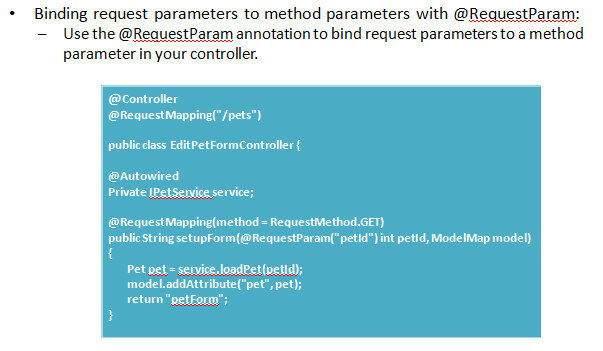 • Binding request parameters to method parameters with @RequestParam:
– Use the @RequestParam annotation to bind request parameters to a method
parameter in your controller.
@Controller
@RequestMapping("/pets")
public class EditPetFormController {
@Autowired
Private IPetService service;
@RequestMapping(method = RequestMethod.GET)
public String setupForm(@RequestParam("petId") int petId, ModelMap model)
{
Pet pet = service.loadPet(petId);
model.addAttribute("pet", pet);
return "petForm";
}